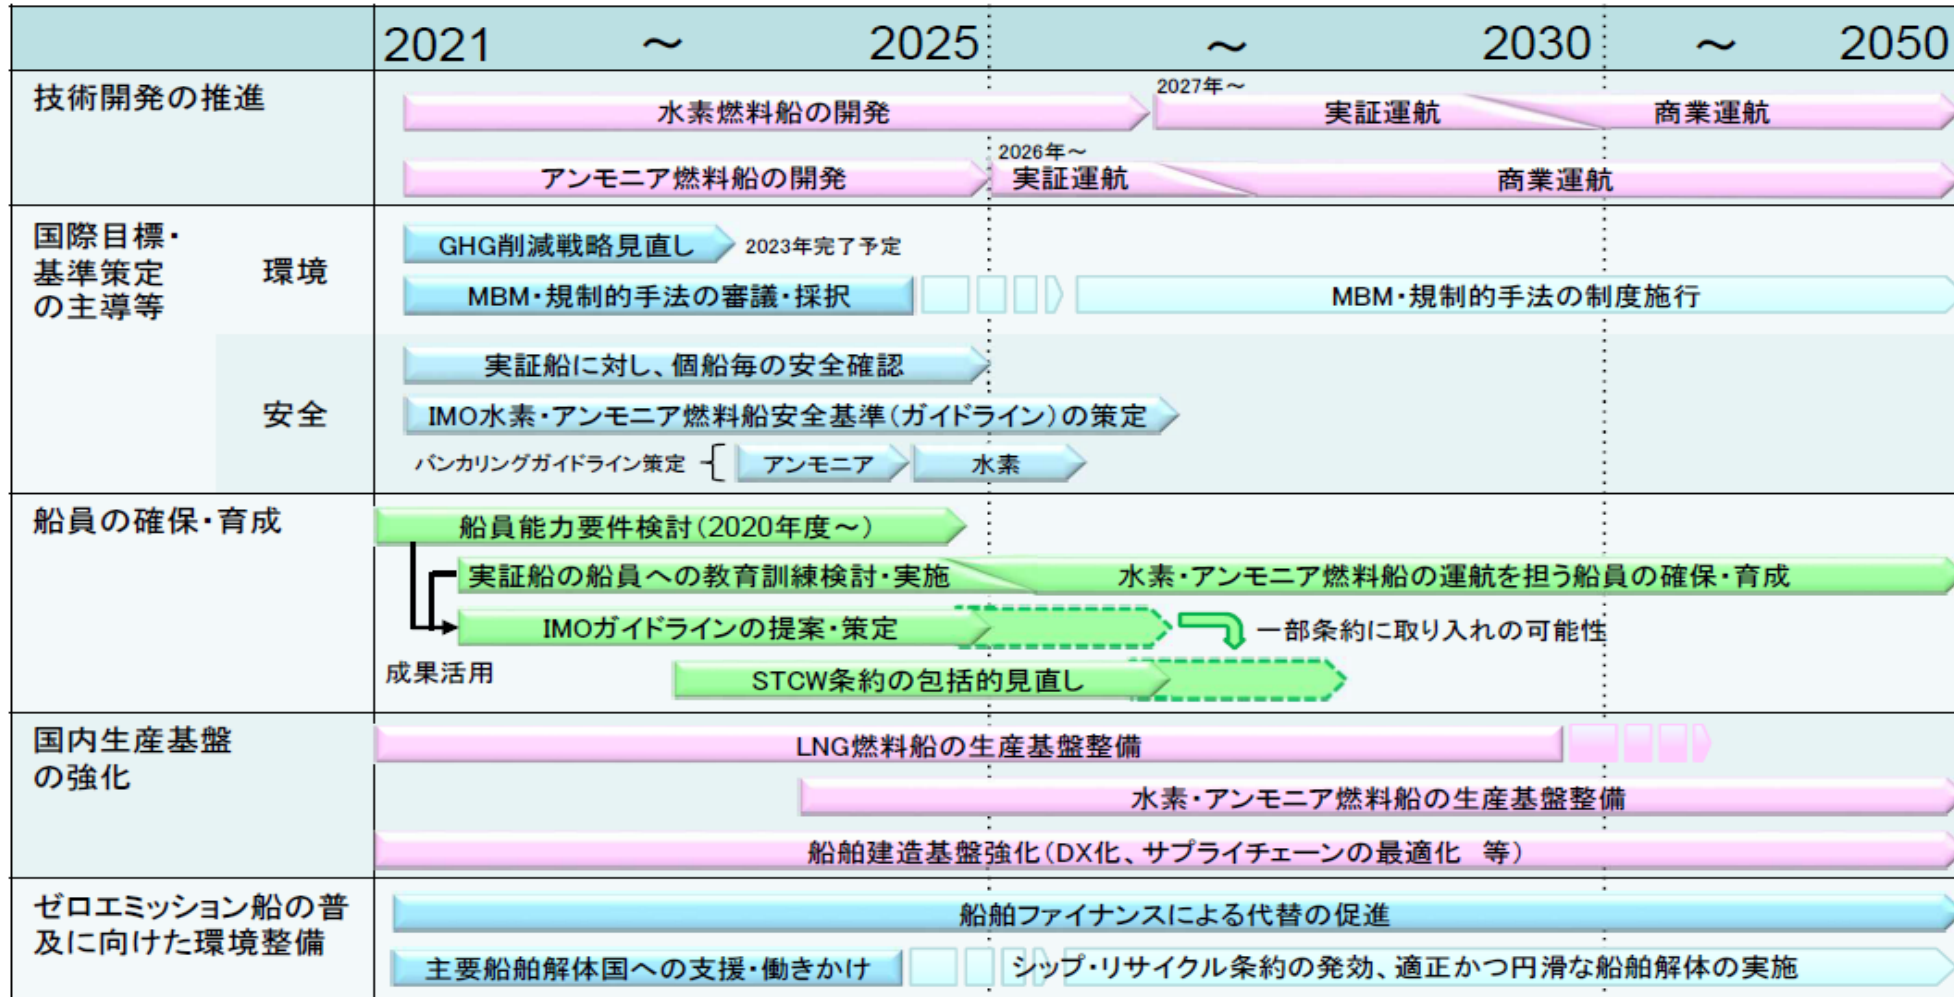 2021 ～ 2025 ～ 2030 ～ 2050
技術開発の推進
水素燃料船の開発
2027年～
実証運航
商業運航
アンモニア燃料船の開発
2026年～
実証運航
商業運航
国際目標・
基準策定
の主導等
環境
GHG削減戦略見直し
2023年完了予定
MBM・規制的手法の審議・採択
MBM・規制的手法の制度施行
安全
実証船に対し、個船毎の安全確認
IMO水素・アンモニア燃料船安全基準(ガイドライン)の策定
バンカリングガイドライン策定
アンモニア
水素
船員の確保・育成
船員能力要件検討(2020年度～)
実証船の船員への教育訓練検討・実施
水素・アンモニア燃料船の運航を担う船員の確保・育成
IMOガイドラインの提案・策定
一部条約に取り入れの可能性
成果活用
STCW条約の包括的見直し
国内生産基盤
の強化
LNG燃料船の生産基盤整備
水素・アンモニア燃料船の生産基盤整備
船舶建造基盤強化(DX化、サプライチェーンの最適化 等)
ゼロエミッション船の普
及に向けた環境整備
船舶ファイナンスによる代替の促進
主要船舶解体国への支援・働きかけ
シップ・リサイクル条約の発効、適正かつ円滑な船舶解体の実施